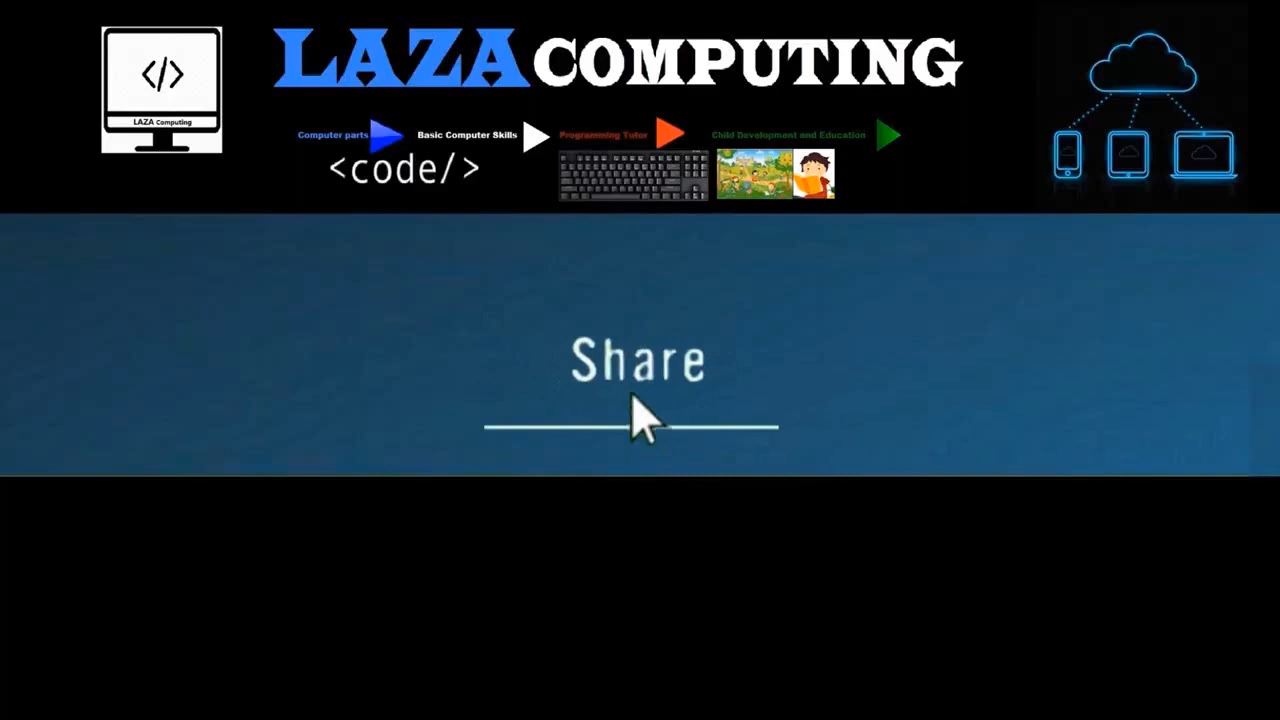 LAZA COMPUTING
</>
LAZA Computing
Computer parts Basic Computer Skills Programming Tutor Child Development and Education
<code/>
Share